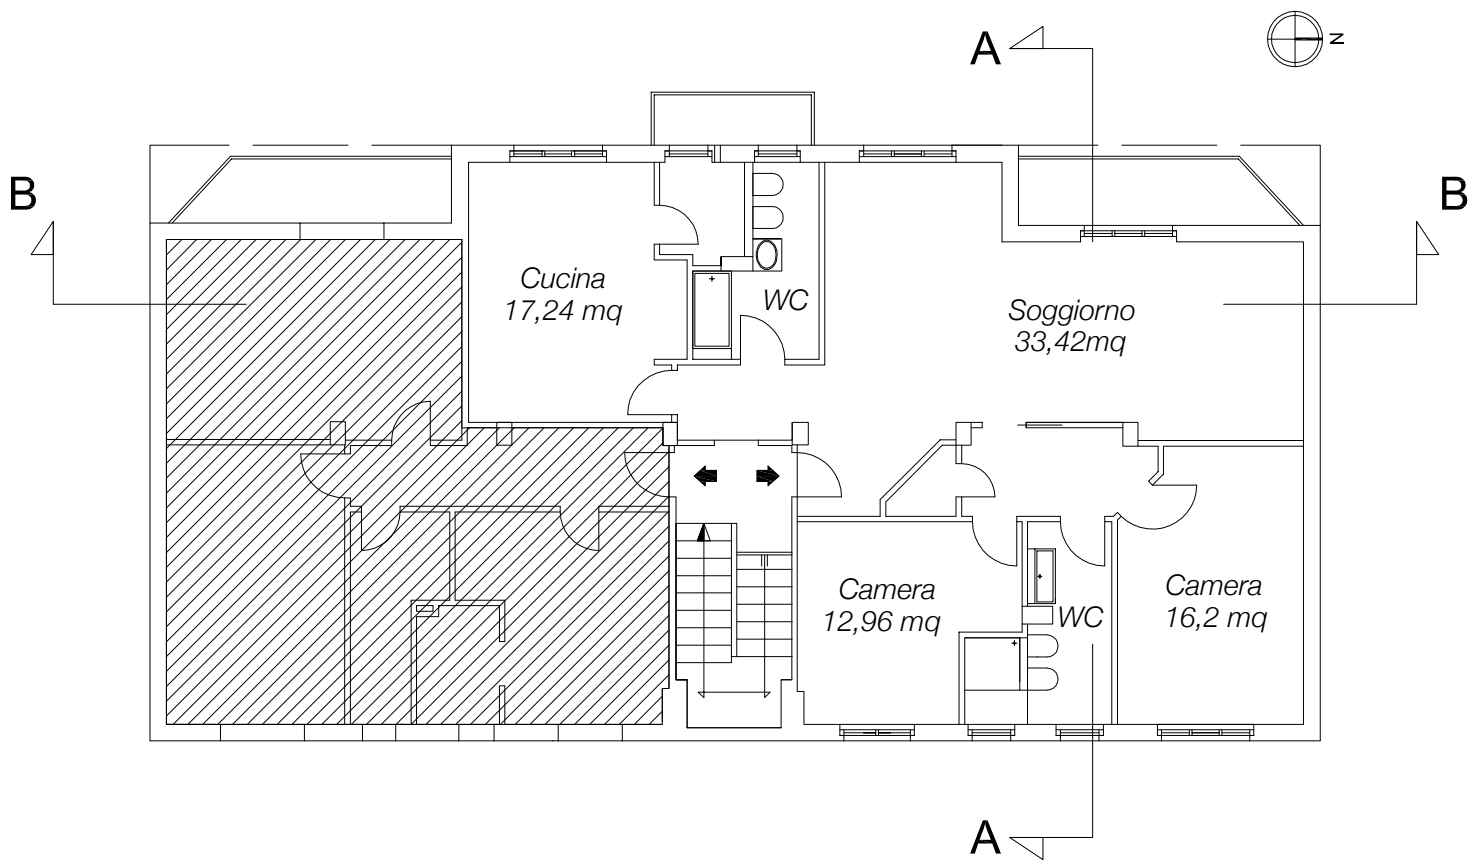 A
N
B
B
Cucina
17,24 mq
WC
Soggiorno
33,42mq
Camera
12,96 mq
WC
Camera
16,2 mq
A